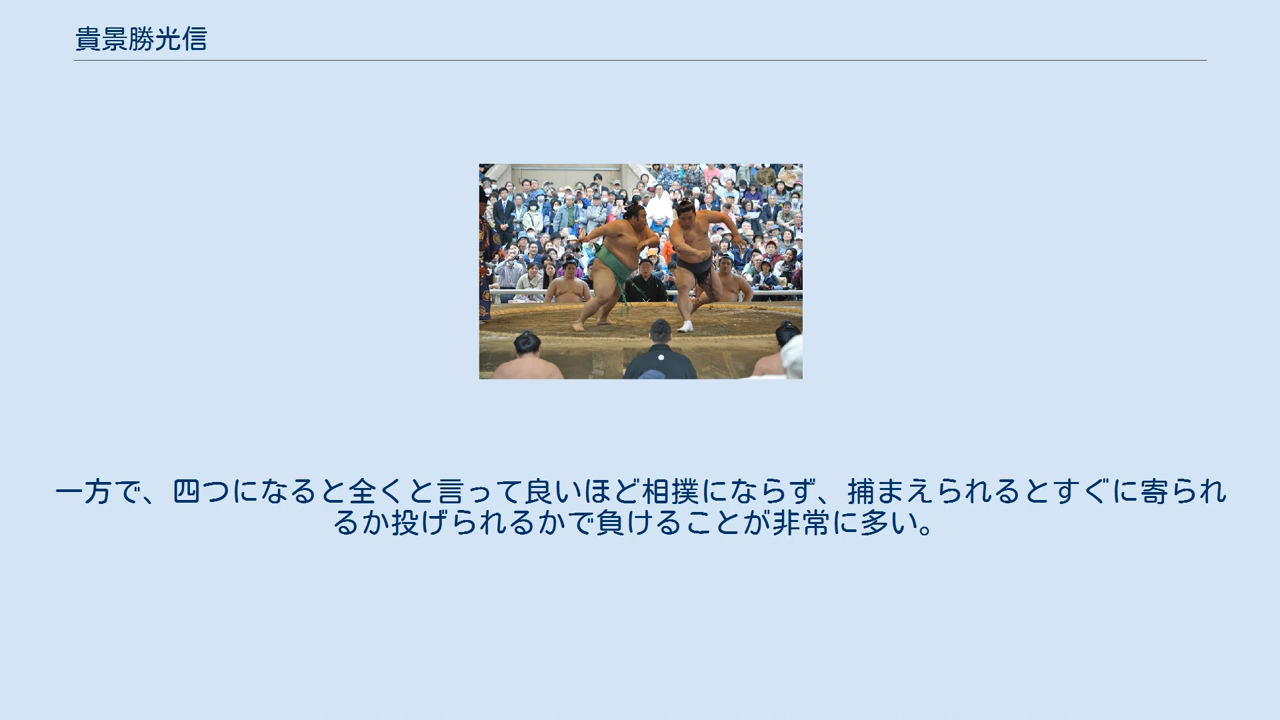 貴景勝光信
一方で、四つになると全くと言って良いほど相撲にならず、捕まえられるとすぐに寄られ
るか投げられるかで負けることが非常に多い。